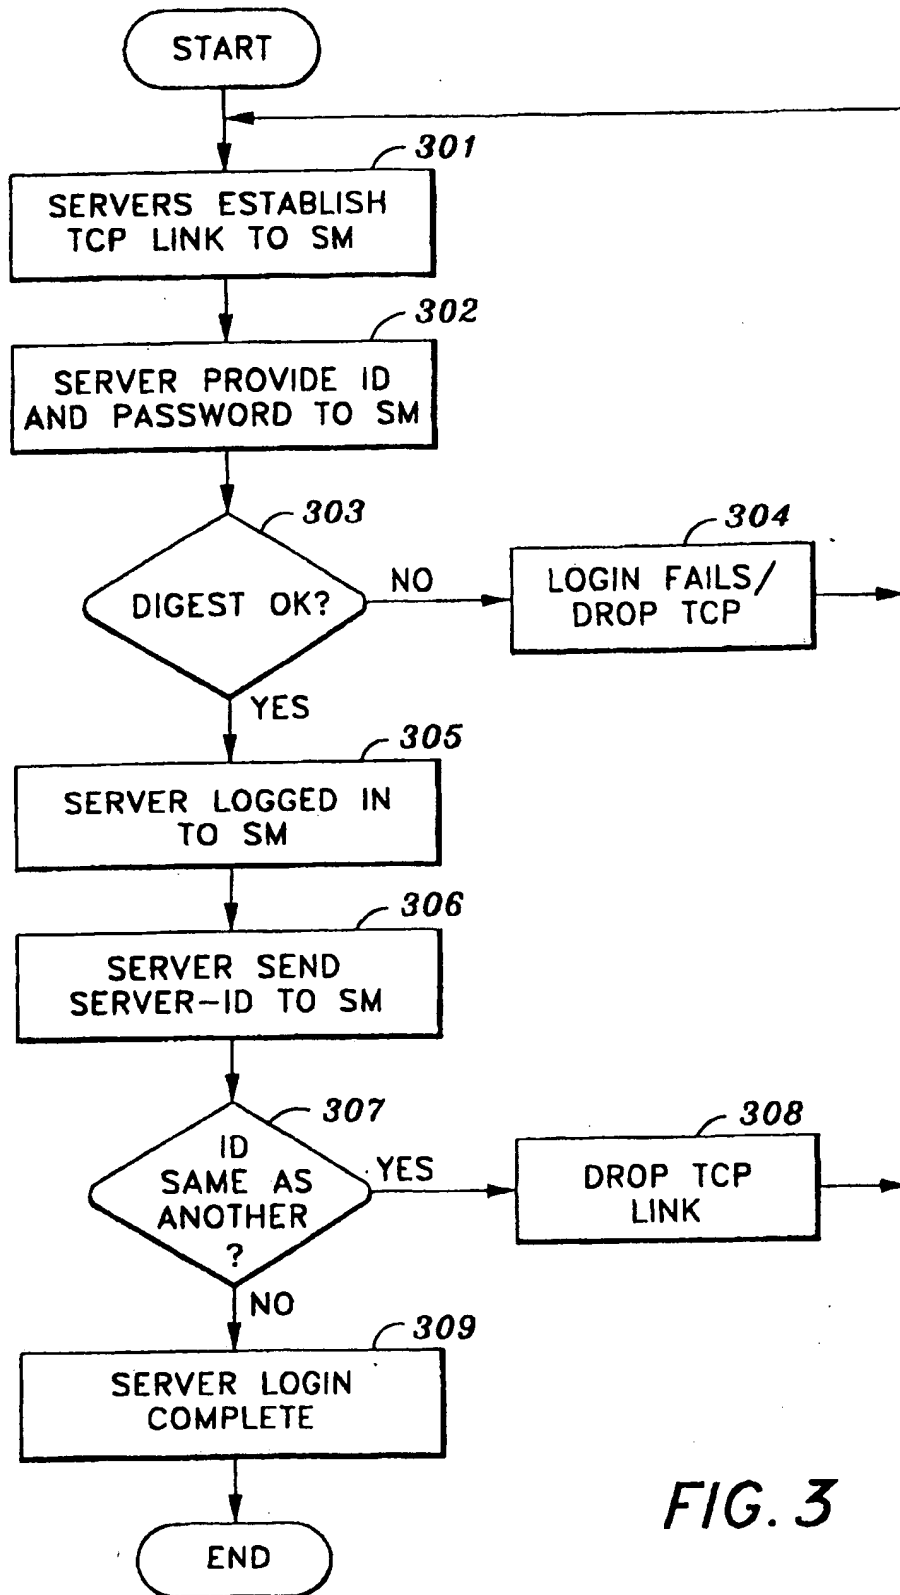 START
301
SERVERS ESTABLISH
TCP LINK TO SM
302
SERVER PROVIDE ID
AND PASSWORD TO SM
303
DIGEST OK?
NO
304
LOGIN FAILS/
DROP TCP
YES
305
SERVER LOGGED IN
TO SM
306
SERVER SEND
SERVER-ID TO SM
307
ID
SAME AS
ANOTHER
?
YES
308
DROP TCP
LINK
NO
309
SERVER LOGIN
COMPLETE
END
FIG. 3